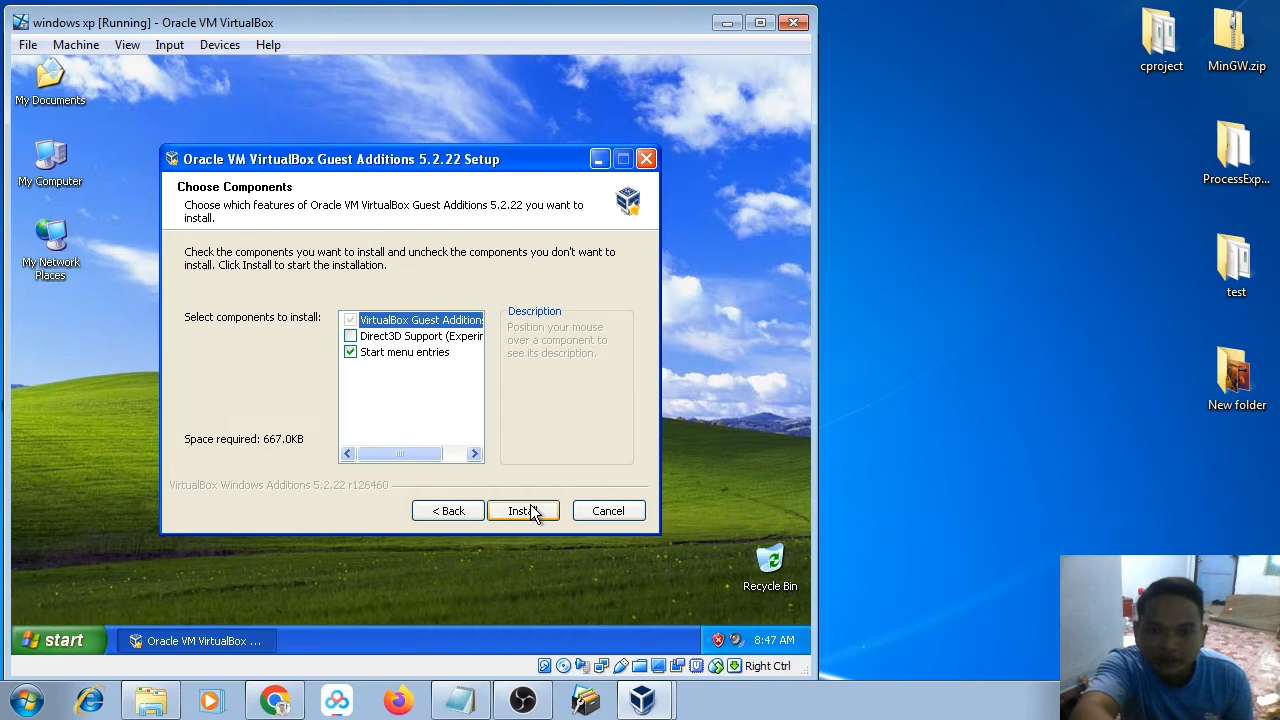 windows xp [Running] - Oracle VM VirtualBox
File Machine View Input Devices Help
My Documents
My Computer
My Network
Places
Oracle VM VirtualBox Guest Additions 5.2.22 Setup
Choose Components
Choose which features of Oracle VM VirtualBox Guest Additions 5.2.22 you want to
install.
Check the components you want to install and uncheck the components you don't want to
install. Click Install to start the installation.
Select components to install:
VirtualBox Guest Additions
Direct3D Support (Experir
Start menu entries
Description
Position your mouse
over a component to
see its description.
Space required: 667.0KB
VirtualBox Windows Additions 5.2.22 r126460
< Back
Install
Cancel
Recycle Bin
start
Oracle VM VirtualBox ...
8:47 AM
Right Ctrl
cproject
MinGW.zip
ProcessExp...
test
New folder